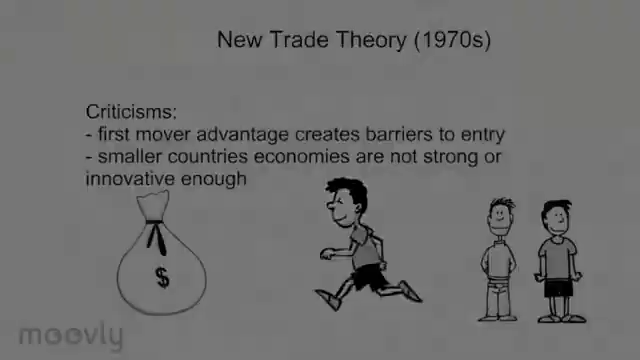 New Trade Theory (1970s)
Criticisms:
- first mover advantage creates barriers to entry
- smaller countries economies are not strong or
innovative enough
$
moovly